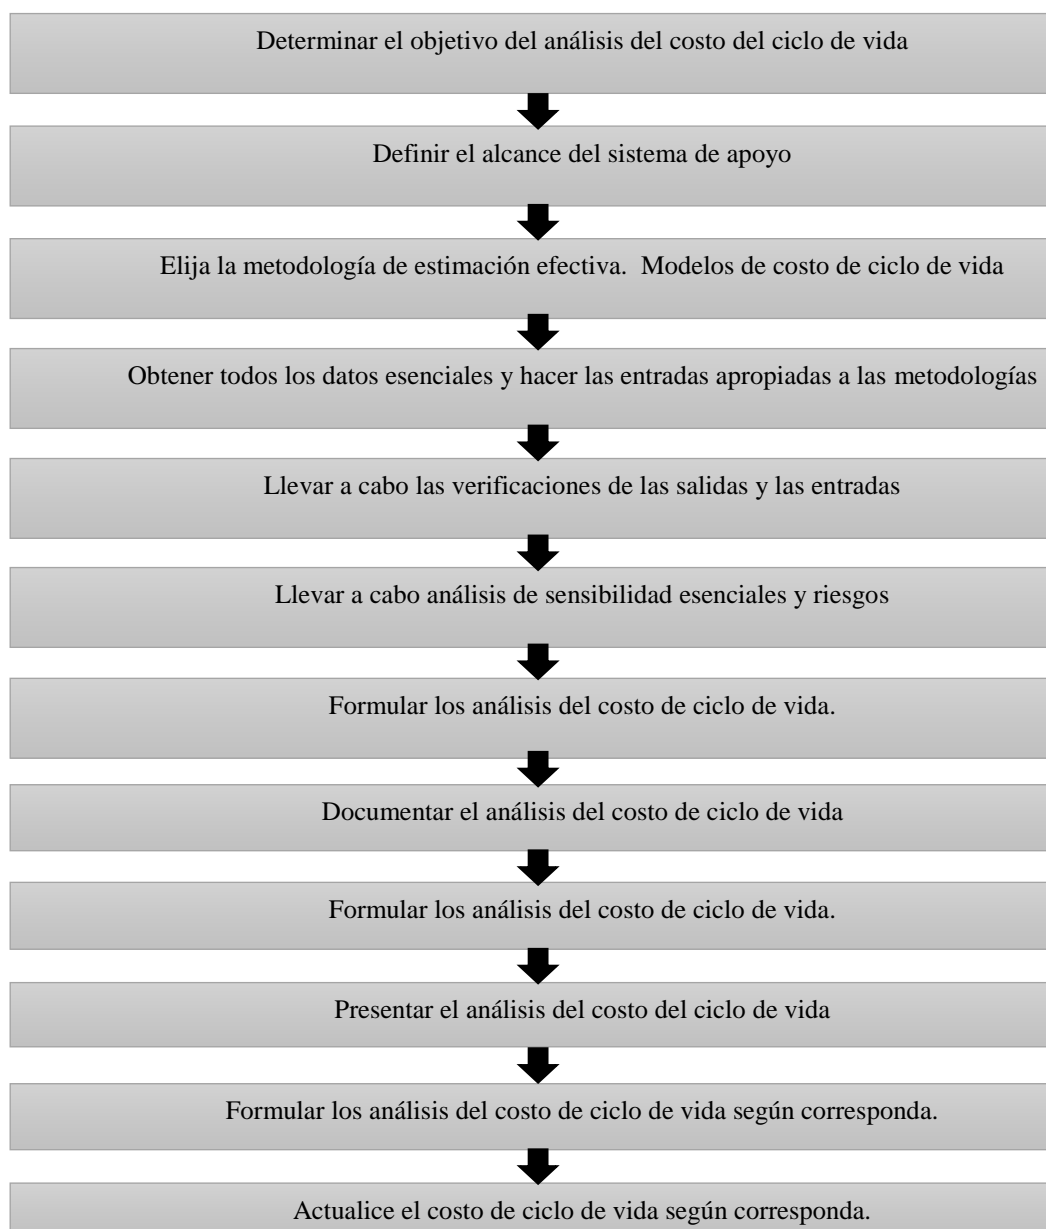 Determinar el objetivo del análisis del costo del ciclo de vida
Definir el alcance del sistema de apoyo
Elija la metodología de estimación efectiva.  Modelos de costo de ciclo de vida
Obtener todos los datos esenciales y hacer las entradas apropiadas a las metodologías
Llevar a cabo las verificaciones de las salidas y las entradas
Llevar a cabo análisis de sensibilidad esenciales y riesgos
Formular los análisis del costo de ciclo de vida.
Documentar el análisis del costo de ciclo de vida
Formular los análisis del costo de ciclo de vida.
Presentar el análisis del costo del ciclo de vida
Formular los análisis del costo de ciclo de vida según corresponda.
Actualice el costo de ciclo de vida según corresponda.